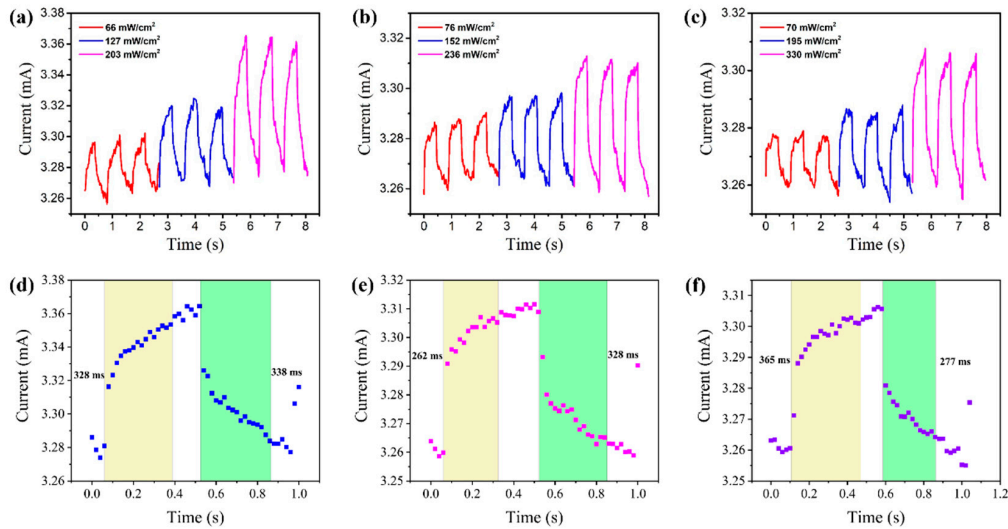 (a)
66 mW/cm²
127 mW/cm²
203 mW/cm²
3.38
3.36
3.34
3.32
3.30
3.28
3.26
Current (mA)
0 1 2 3 4 5 6 7 8
Time (s)
(b)
76 mW/cm²
152 mW/cm²
236 mW/cm²
3.34
3.32
3.30
3.28
3.26
Current (mA)
0 1 2 3 4 5 6 7 8
Time (s)
(c)
70 mW/cm²
195 mW/cm²
330 mW/cm²
3.32
3.30
3.28
3.26
Current (mA)
0 1 2 3 4 5 6 7 8
Time (s)
(d)
3.38
3.36
3.34
3.32
3.30
3.28
3.26
Current (mA)
328 ms
338 ms
0.0 0.2 0.4 0.6 0.8 1.0
Time (s)
(e)
3.32
3.31
3.30
3.29
3.28
3.27
3.26
3.25
Current (mA)
262 ms
328 ms
0.0 0.2 0.4 0.6 0.8 1.0
Time (s)
(f)
3.31
3.30
3.29
3.28
3.27
3.26
3.25
Current (mA)
365 ms
277 ms
0.0 0.2 0.4 0.6 0.8 1.0 1.2
Time (s)